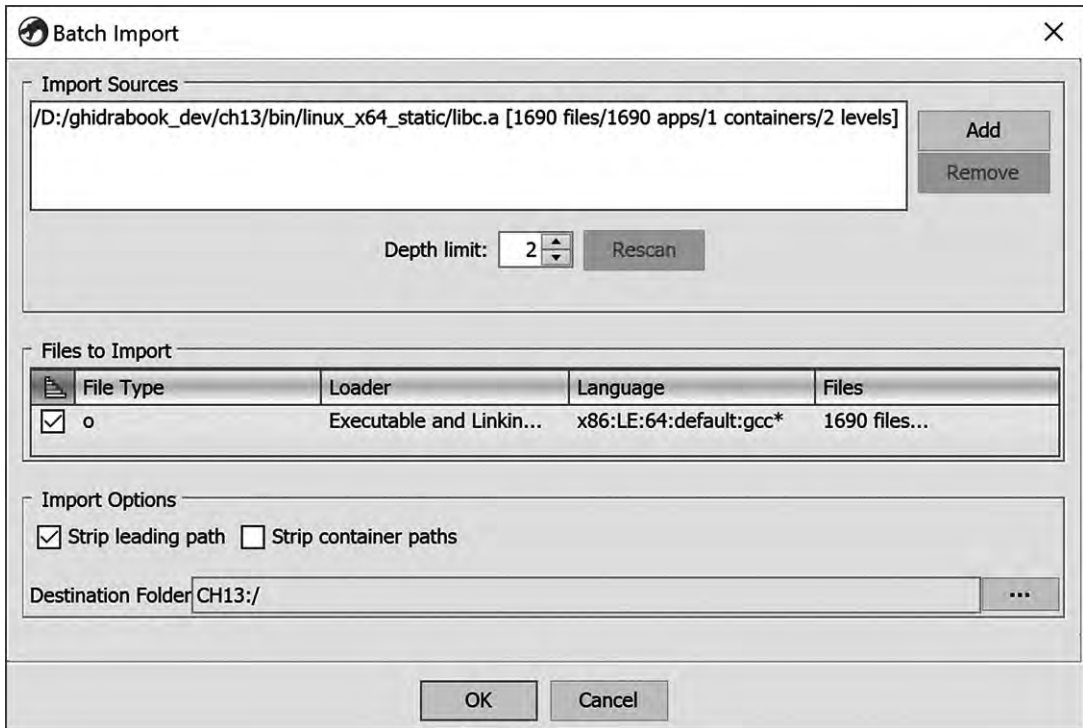 Batch Import
Import Sources
/D:/ghidrabook_dev/ch13/bin/linux_x64_static/libc.a [1690 files/1690 apps/1 containers/2 levels]
Add
Remove
Depth limit: 2 Rescan
Files to Import
File Type Loader Language Files
o Executable and Linkin... x86:LE:64:default:gcc* 1690 files...
Import Options
Strip leading path Strip container paths
Destination Folder CH13:/ ...
OK Cancel